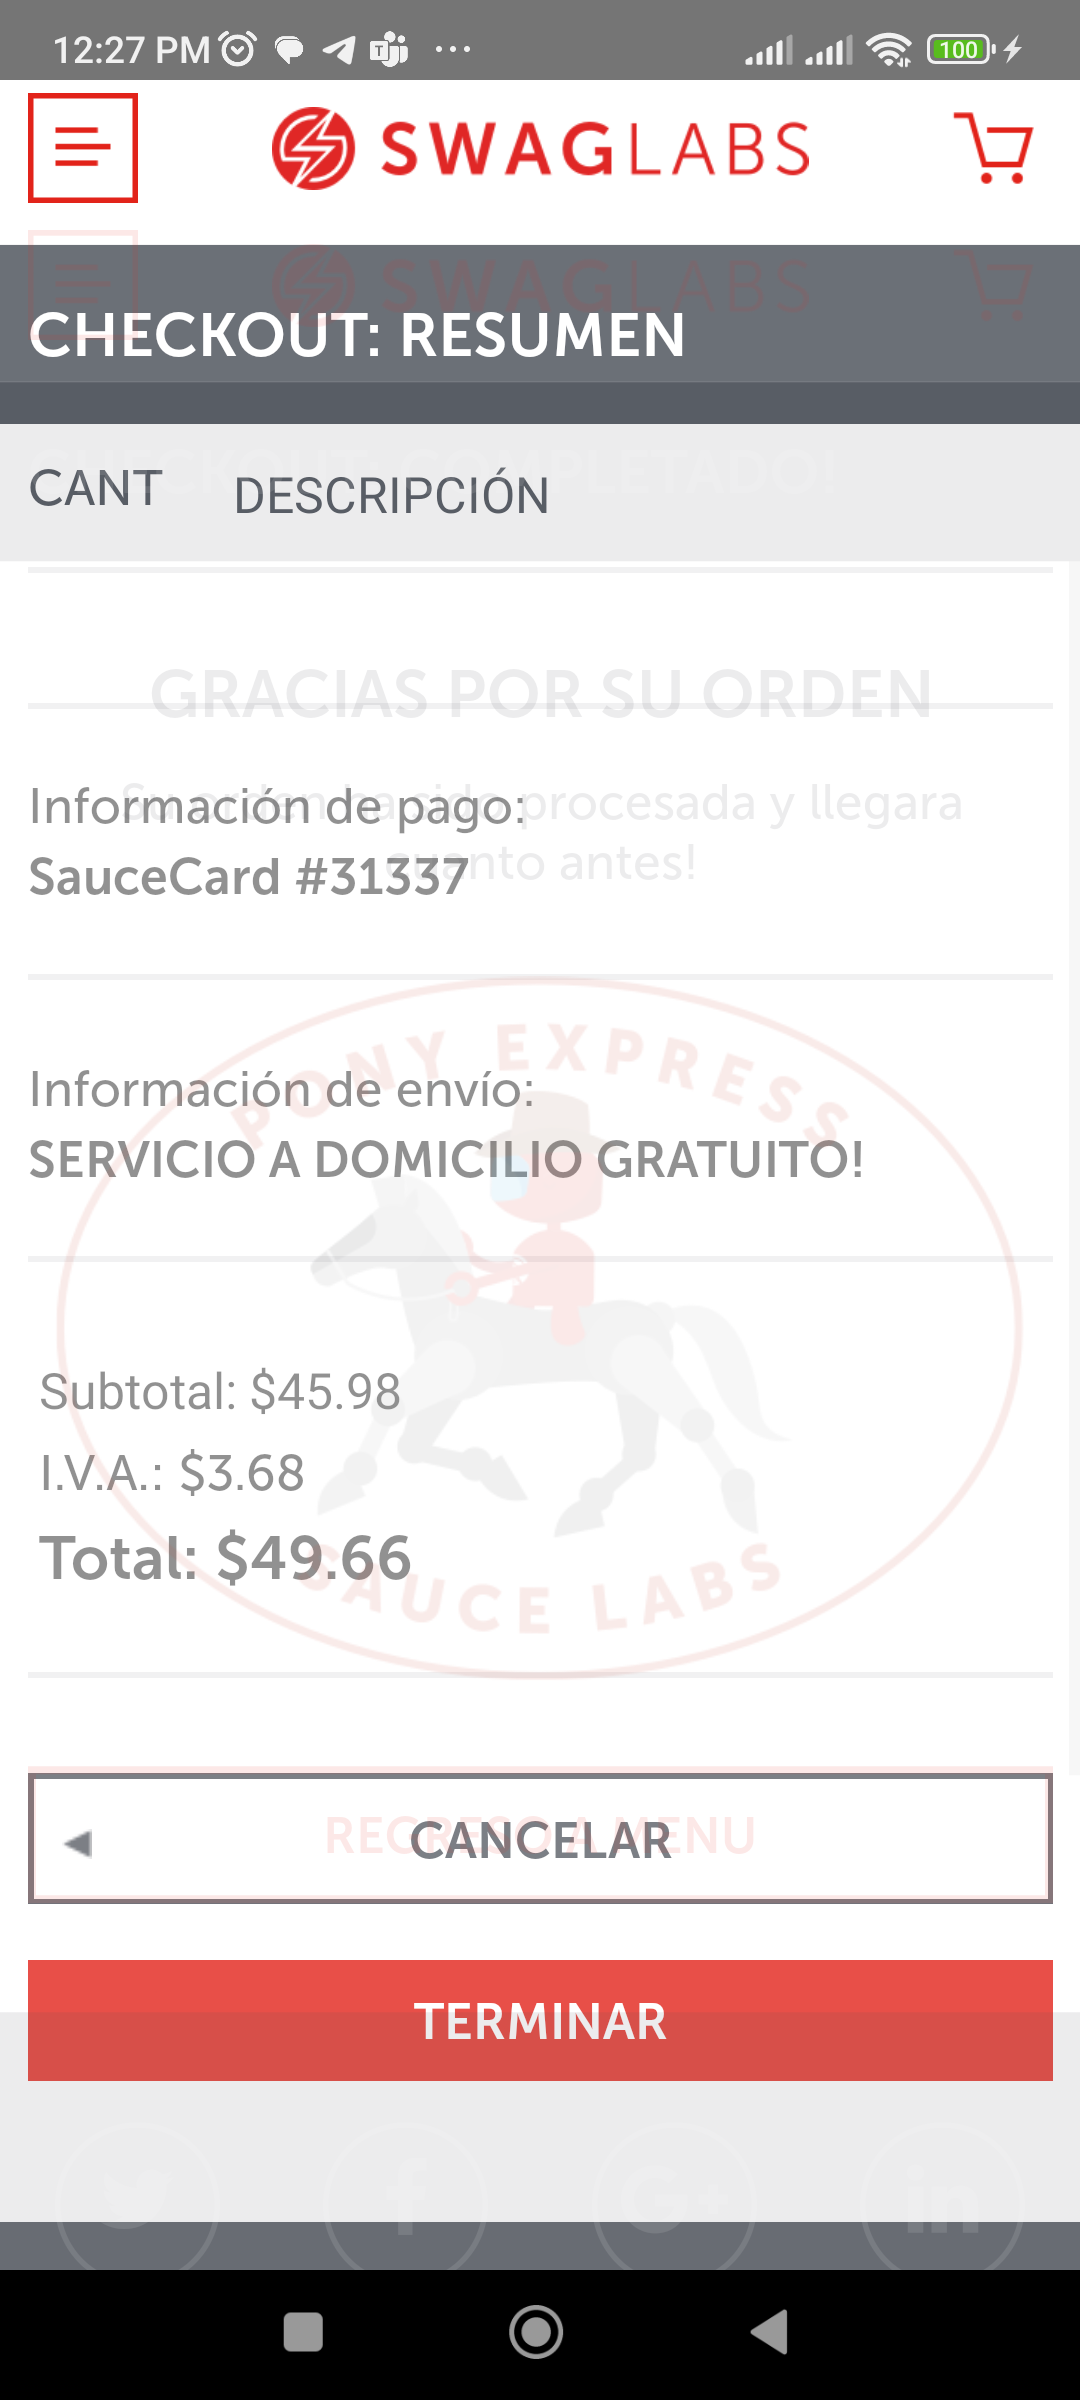 12:27 PM
100
SWAGLABS
SWAGLABS
CHECKOUT: RESUMEN
CHECKOUT: COMPLETADO!
CANT DESCRIPCIÓN
GRACIAS POR SU ORDEN
Información de pago:
Su orden ha sido procesada y llegara
SauceCard #31337
cuanto antes!
PONY EXPRESS
Información de envío:
SERVICIO A DOMICILIO GRATUITO!
Subtotal: $45.98
I.V.A.: $3.68
Total: $49.66
SAUCE LABS
REGRESO A MENU
CANCELAR
TERMINAR